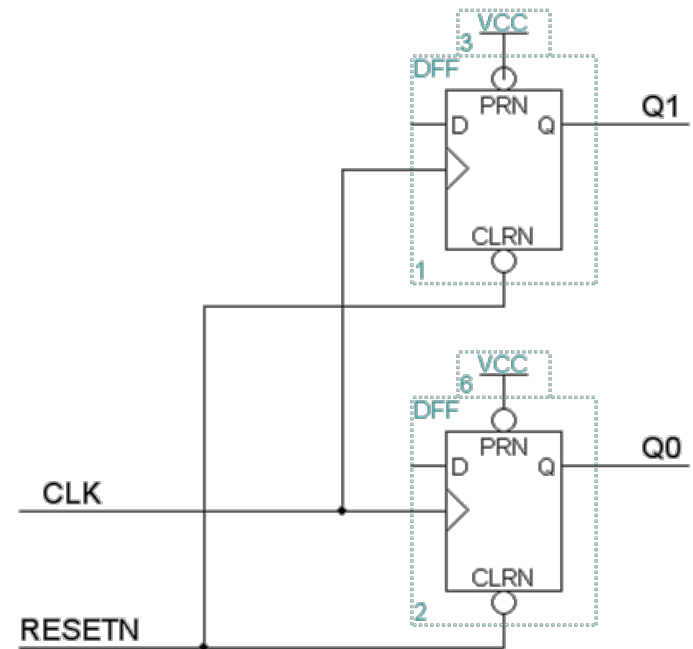 VCC
3
DFF
PRN
D
Q
Q1
CLRN
1
VCC
6
DFF
PRN
D
Q
Q0
CLK
CLRN
2
RESETN